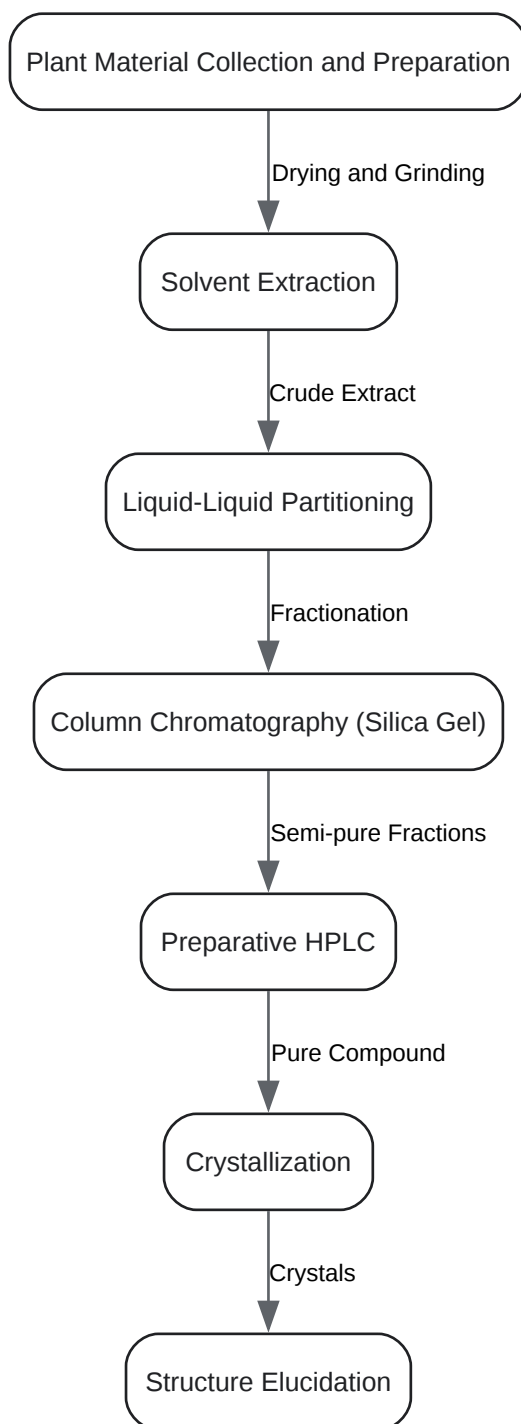 Plant Material Collection and Preparation
Drying and Grinding
Solvent Extraction
Crude Extract
Liquid-Liquid Partitioning
Fractionation
Column Chromatography (Silica Gel)
Semi-pure Fractions
Preparative HPLC
Pure Compound
Crystallization
Crystals
Structure Elucidation